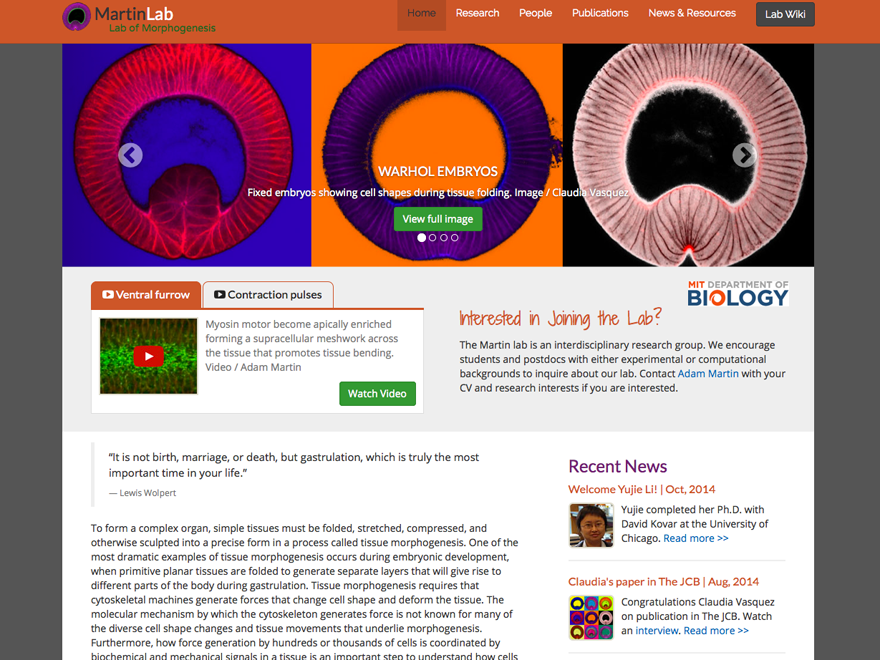 MartinLab
Lab of Morphogenesis
Home Research People Publications News & Resources Lab Wiki
WARHOL EMBRYOS
Fixed embryos showing cell shapes during tissue folding. Image / Claudia Vasquez
View full image
Ventral furrow Contraction pulses
Myosin motor become apically enriched
forming a supracellular meshwork across
the tissue that promotes tissue bending.
Video / Adam Martin
Watch Video
MIT DEPARTMENT OF
BIOLOGY
Interested in Joining the Lab?
The Martin lab is an interdisciplinary research group. We encourage
students and postdocs with either experimental or computational
backgrounds to inquire about our lab. Contact Adam Martin with your
CV and research interests if you are interested.
“It is not birth, marriage, or death, but gastrulation, which is truly the most
important time in your life.”
— Lewis Wolpert
To form a complex organ, simple tissues must be folded, stretched, compressed, and
otherwise sculpted into a precise form in a process called tissue morphogenesis. One of the
most dramatic examples of tissue morphogenesis occurs during embryonic development,
when primitive planar tissues are folded to generate separate layers that will give rise to
different parts of the body during gastrulation. Tissue morphogenesis requires that
cytoskeletal machines generate forces that change cell shape and deform the tissue. The
molecular mechanism by which the cytoskeleton generates force is not known for many of
the diverse cell shape changes and tissue movements that underlie morphogenesis.
Furthermore, how force generation by hundreds or thousands of cells is coordinated by
biochemical and mechanical signals in a tissue is an important step to understand how cells
Recent News
Welcome Yujie Li! | Oct, 2014
Yujie completed her Ph.D. with
David Kovar at the University of
Chicago. Read more >>
Claudia's paper in The JCB | Aug, 2014
Congratulations Claudia Vasquez
on publication in The JCB. Watch
an interview. Read more >>